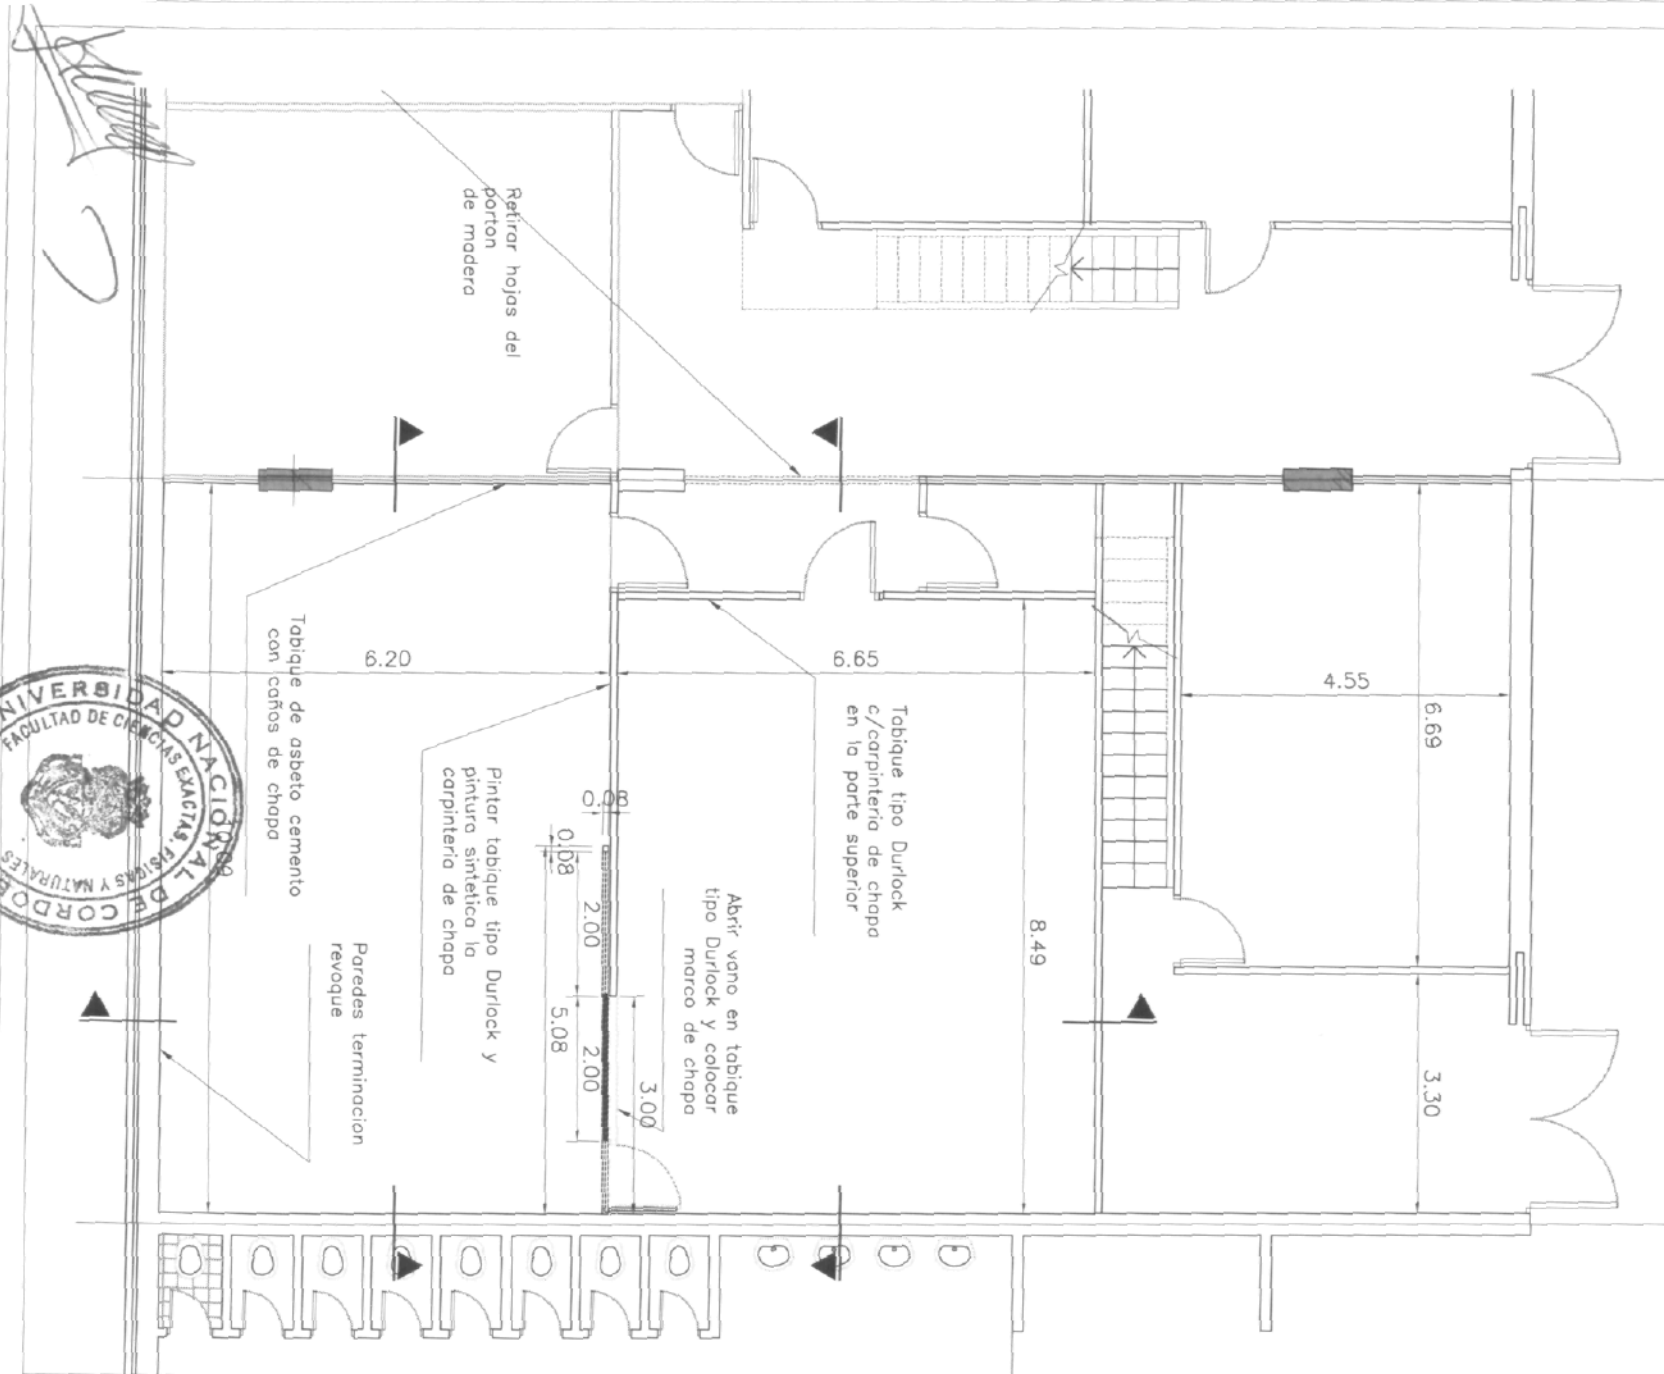 Retirar hojas del
porton
de madera
Tabique de asbeto cemento
con caños de chapa
6.20
6.65
4.55
6.69
Tabique tipo Durlock
c/carpinteria de chapa
en la parte superior
Pintar tabique tipo Durlock y
pintura sintetica la
carpinteria de chapa
0.08
0.08
2.00
5.08
2.00
3.00
Abrir vano en tabique
tipo Durlock y colocar
marco de chapa
8.49
3.30
Paredes terminacion
revoque
NIVERSIDAD NACIONAL DE CORDO
FACULTAD DE CIENCIAS EXACTAS, FISICAS Y NATURALES